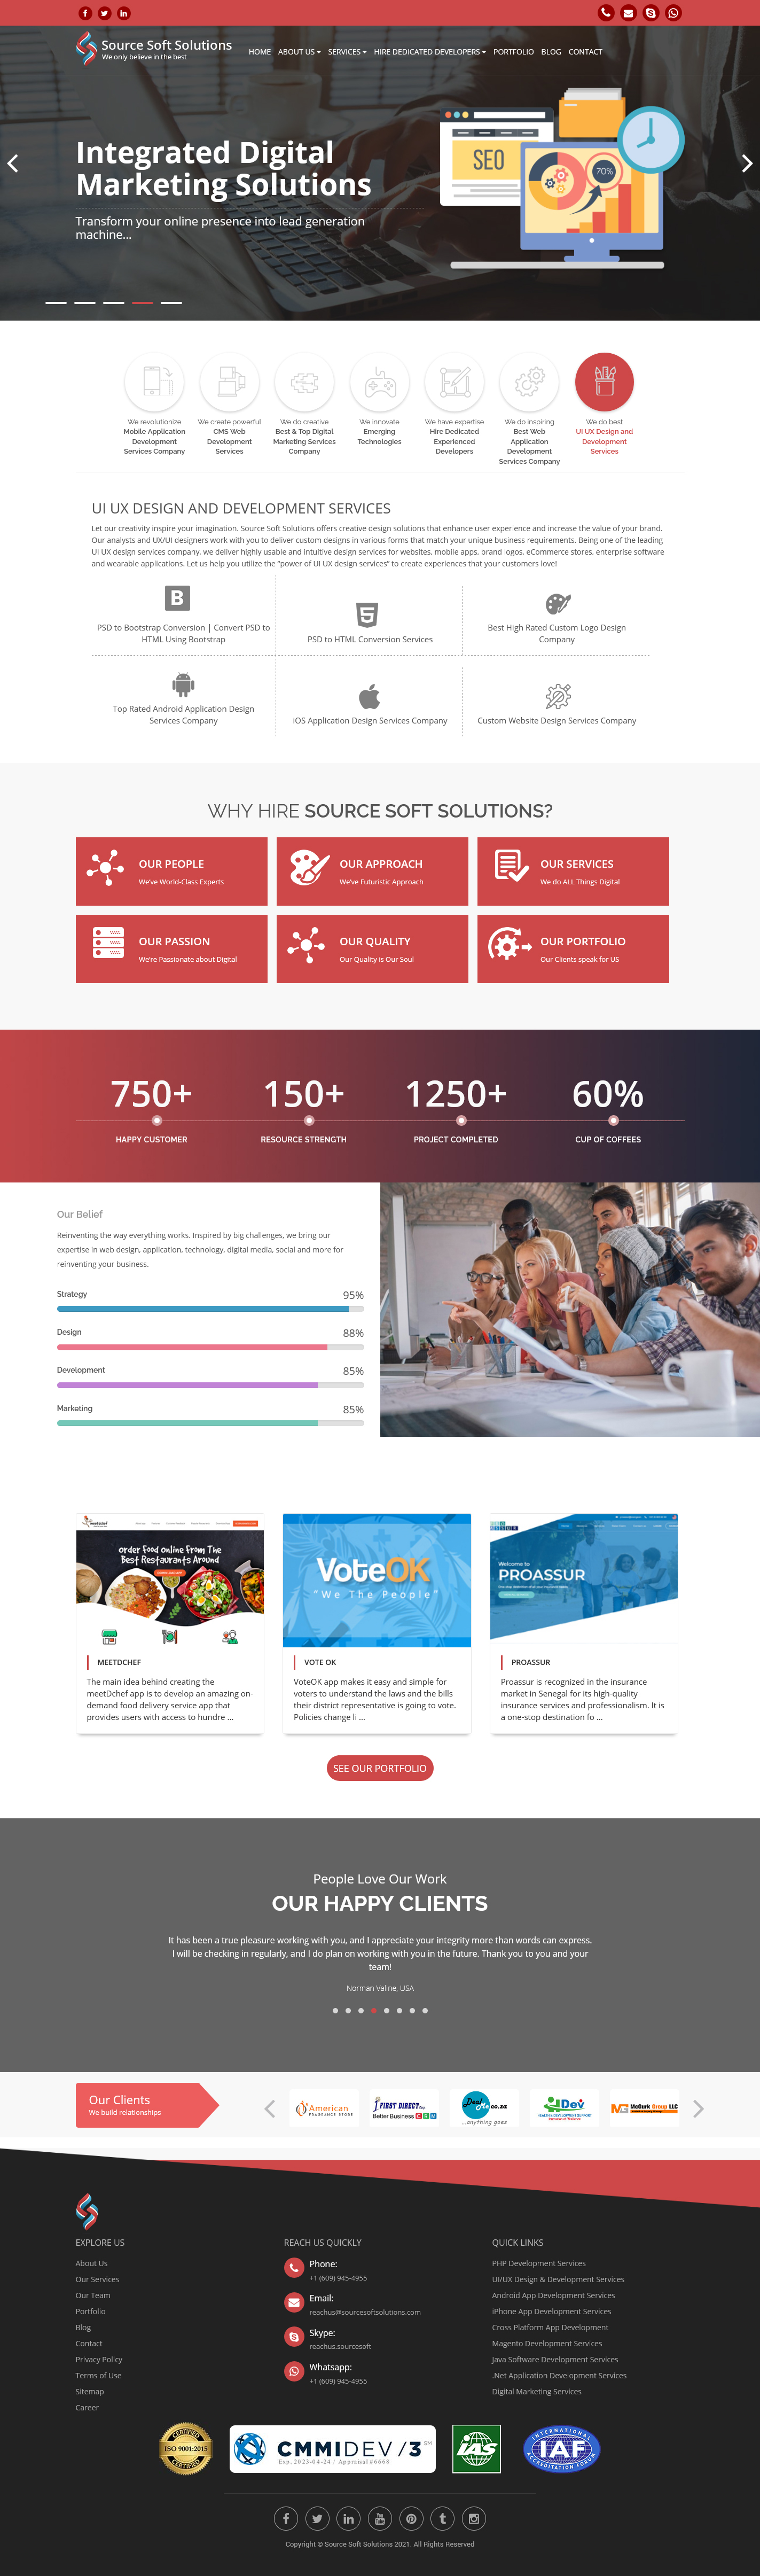 Source Soft Solutions
We only believe in the best
HOME ABOUT US SERVICES HIRE DEDICATED DEVELOPERS PORTFOLIO BLOG CONTACT
Integrated Digital
Marketing Solutions
Transform your online presence into lead generation
machine...
SEO
70%
We revolutionize
Mobile Application
Development
Services Company
We create powerful
CMS Web
Development
Services
We do creative
Best & Top Digital
Marketing Services
Company
We innovate
Emerging
Technologies
We have expertise
Hire Dedicated
Experienced
Developers
We do inspiring
Best Web
Application
Development
Services Company
We do best
UI UX Design and
Development
Services
UI UX DESIGN AND DEVELOPMENT SERVICES
Let our creativity inspire your imagination. Source Soft Solutions offers creative design solutions that enhance user experience and increase the value of your brand.
Our analysts and UX/UI designers work with you to deliver custom designs in various forms that match your unique business requirements. Being one of the leading
UI UX design services company, we deliver highly usable and intuitive design services for websites, mobile apps, brand logos, eCommerce stores, enterprise software
and wearable applications. Let us help you utilize the "power of UI UX design services" to create experiences that your customers love!
PSD to Bootstrap Conversion | Convert PSD to
HTML Using Bootstrap
PSD to HTML Conversion Services
Best High Rated Custom Logo Design
Company
Top Rated Android Application Design
Services Company
iOS Application Design Services Company
Custom Website Design Services Company
WHY HIRE SOURCE SOFT SOLUTIONS?
OUR PEOPLE
We've World-Class Experts
OUR APPROACH
We've Futuristic Approach
OUR SERVICES
We do ALL Things Digital
OUR PASSION
We're Passionate about Digital
OUR QUALITY
Our Quality is Our Soul
OUR PORTFOLIO
Our Clients speak for US
750+ 150+ 1250+ 60%
HAPPY CUSTOMER RESOURCE STRENGTH PROJECT COMPLETED CUP OF COFFEES
Our Belief
Reinventing the way everything works. Inspired by big challenges, we bring our
expertise in web design, application, technology, digital media, social and more for
reinventing your business.
Strategy 95%
Design 88%
Development 85%
Marketing 85%
order Food online From The
Best Restaurants Around
MEETDCHEF
The main idea behind creating the
meetDchef app is to develop an amazing on-
demand food delivery service app that
provides users with access to hundre ...
VoteOK
"We The People"
VOTE OK
VoteOK app makes it easy and simple for
voters to understand the laws and the bills
their district representative is going to vote.
Policies change li ...
Welcome to
PROASSUR
PROASSUR
Proassur is recognized in the insurance
market in Senegal for its high-quality
insurance services and professionalism. It is
a one-stop destination fo ...
SEE OUR PORTFOLIO
People Love Our Work
OUR HAPPY CLIENTS
It has been a true pleasure working with you, and I appreciate your integrity more than words can express.
I will be checking in regularly, and I do plan on working with you in the future. Thank you to you and your
team!
Norman Valine, USA
Our Clients
We build relationships
American
FRAGRANCE STORE
FIRST DIRECT
Better Business CRM
Deal Me.co.za
...anything goes
Dev
HEALTH & DEVELOPMENT SUPPORT
McGurk Group LLC
EXPLORE US
About Us
Our Services
Our Team
Portfolio
Blog
Contact
Privacy Policy
Terms of Use
Sitemap
Career
REACH US QUICKLY
Phone:
+1 (609) 945-4955
Email:
reachus@sourcesoftsolutions.com
Skype:
reachus.sourcesoft
Whatsapp:
+1 (609) 945-4955
QUICK LINKS
PHP Development Services
UI/UX Design & Development Services
Android App Development Services
iPhone App Development Services
Cross Platform App Development
Magento Development Services
Java Software Development Services
.Net Application Development Services
Digital Marketing Services
CERTIFIED
ISO 9001:2015
CERTIFIED
CMMIDEV/3 SM
Exp. 2023-04-24 / Appraisal #6668
IAS
INTERNATIONAL
IAF
ACCREDITATION FORUM
Copyright © Source Soft Solutions 2021. All Rights Reserved